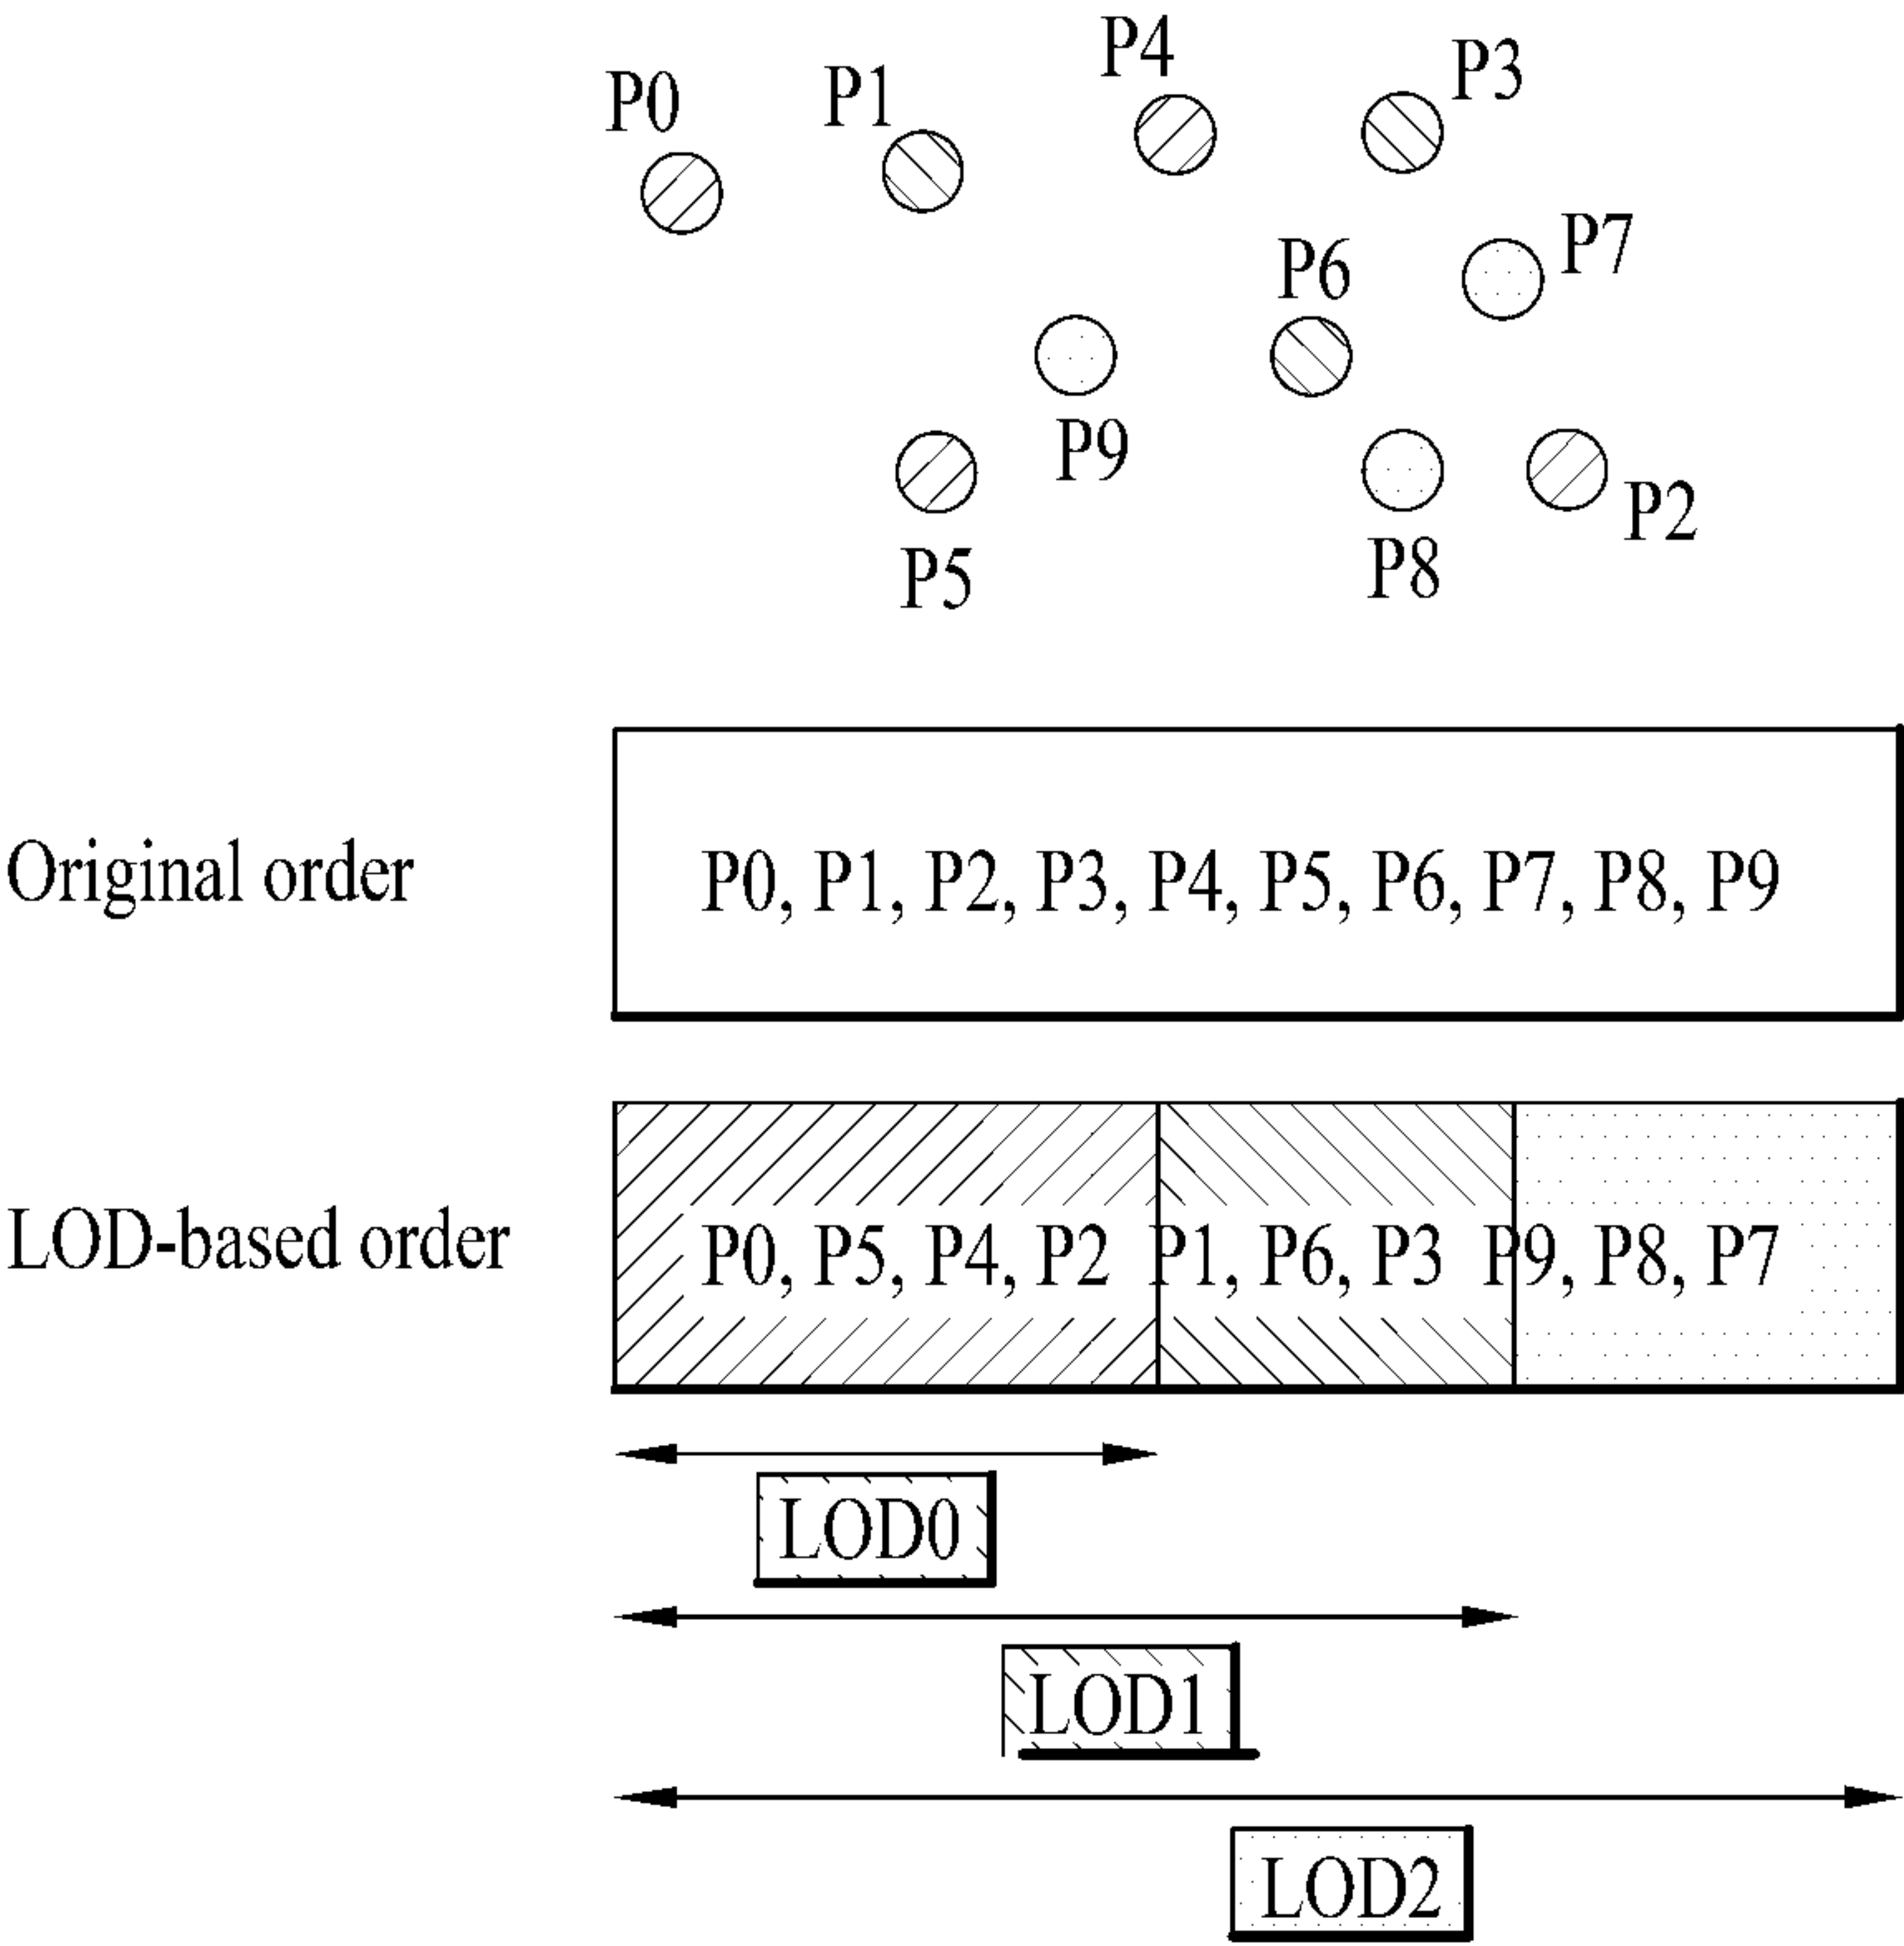 P4
P3
P0
P1
P7
P6
P9
P2
P5
P8
Original order
P0, P1, P2, P3, P4, P5, P6, P7, P8, P9
LOD-based order
P0, P5, P4, P2 P1, P6, P3 P9, P8, P7
LOD0
LOD1
LOD2